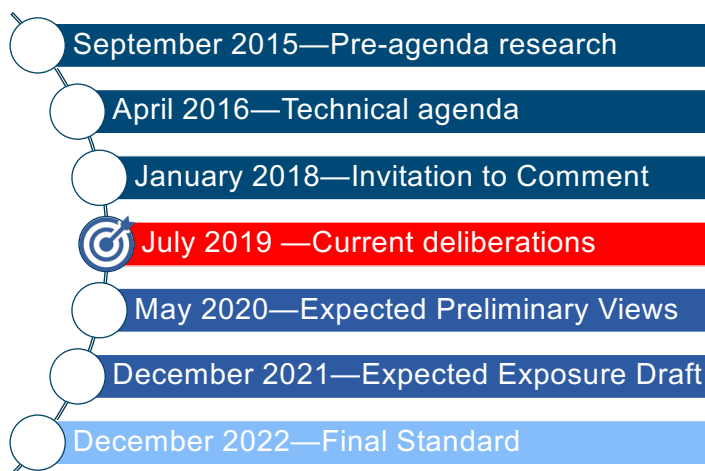 September 2015—Pre-agenda research
April 2016—Technical agenda
January 2018—Invitation to Comment
July 2019 —Current deliberations
May 2020—Expected Preliminary Views
December 2021—Expected Exposure Draft
December 2022—Final Standard